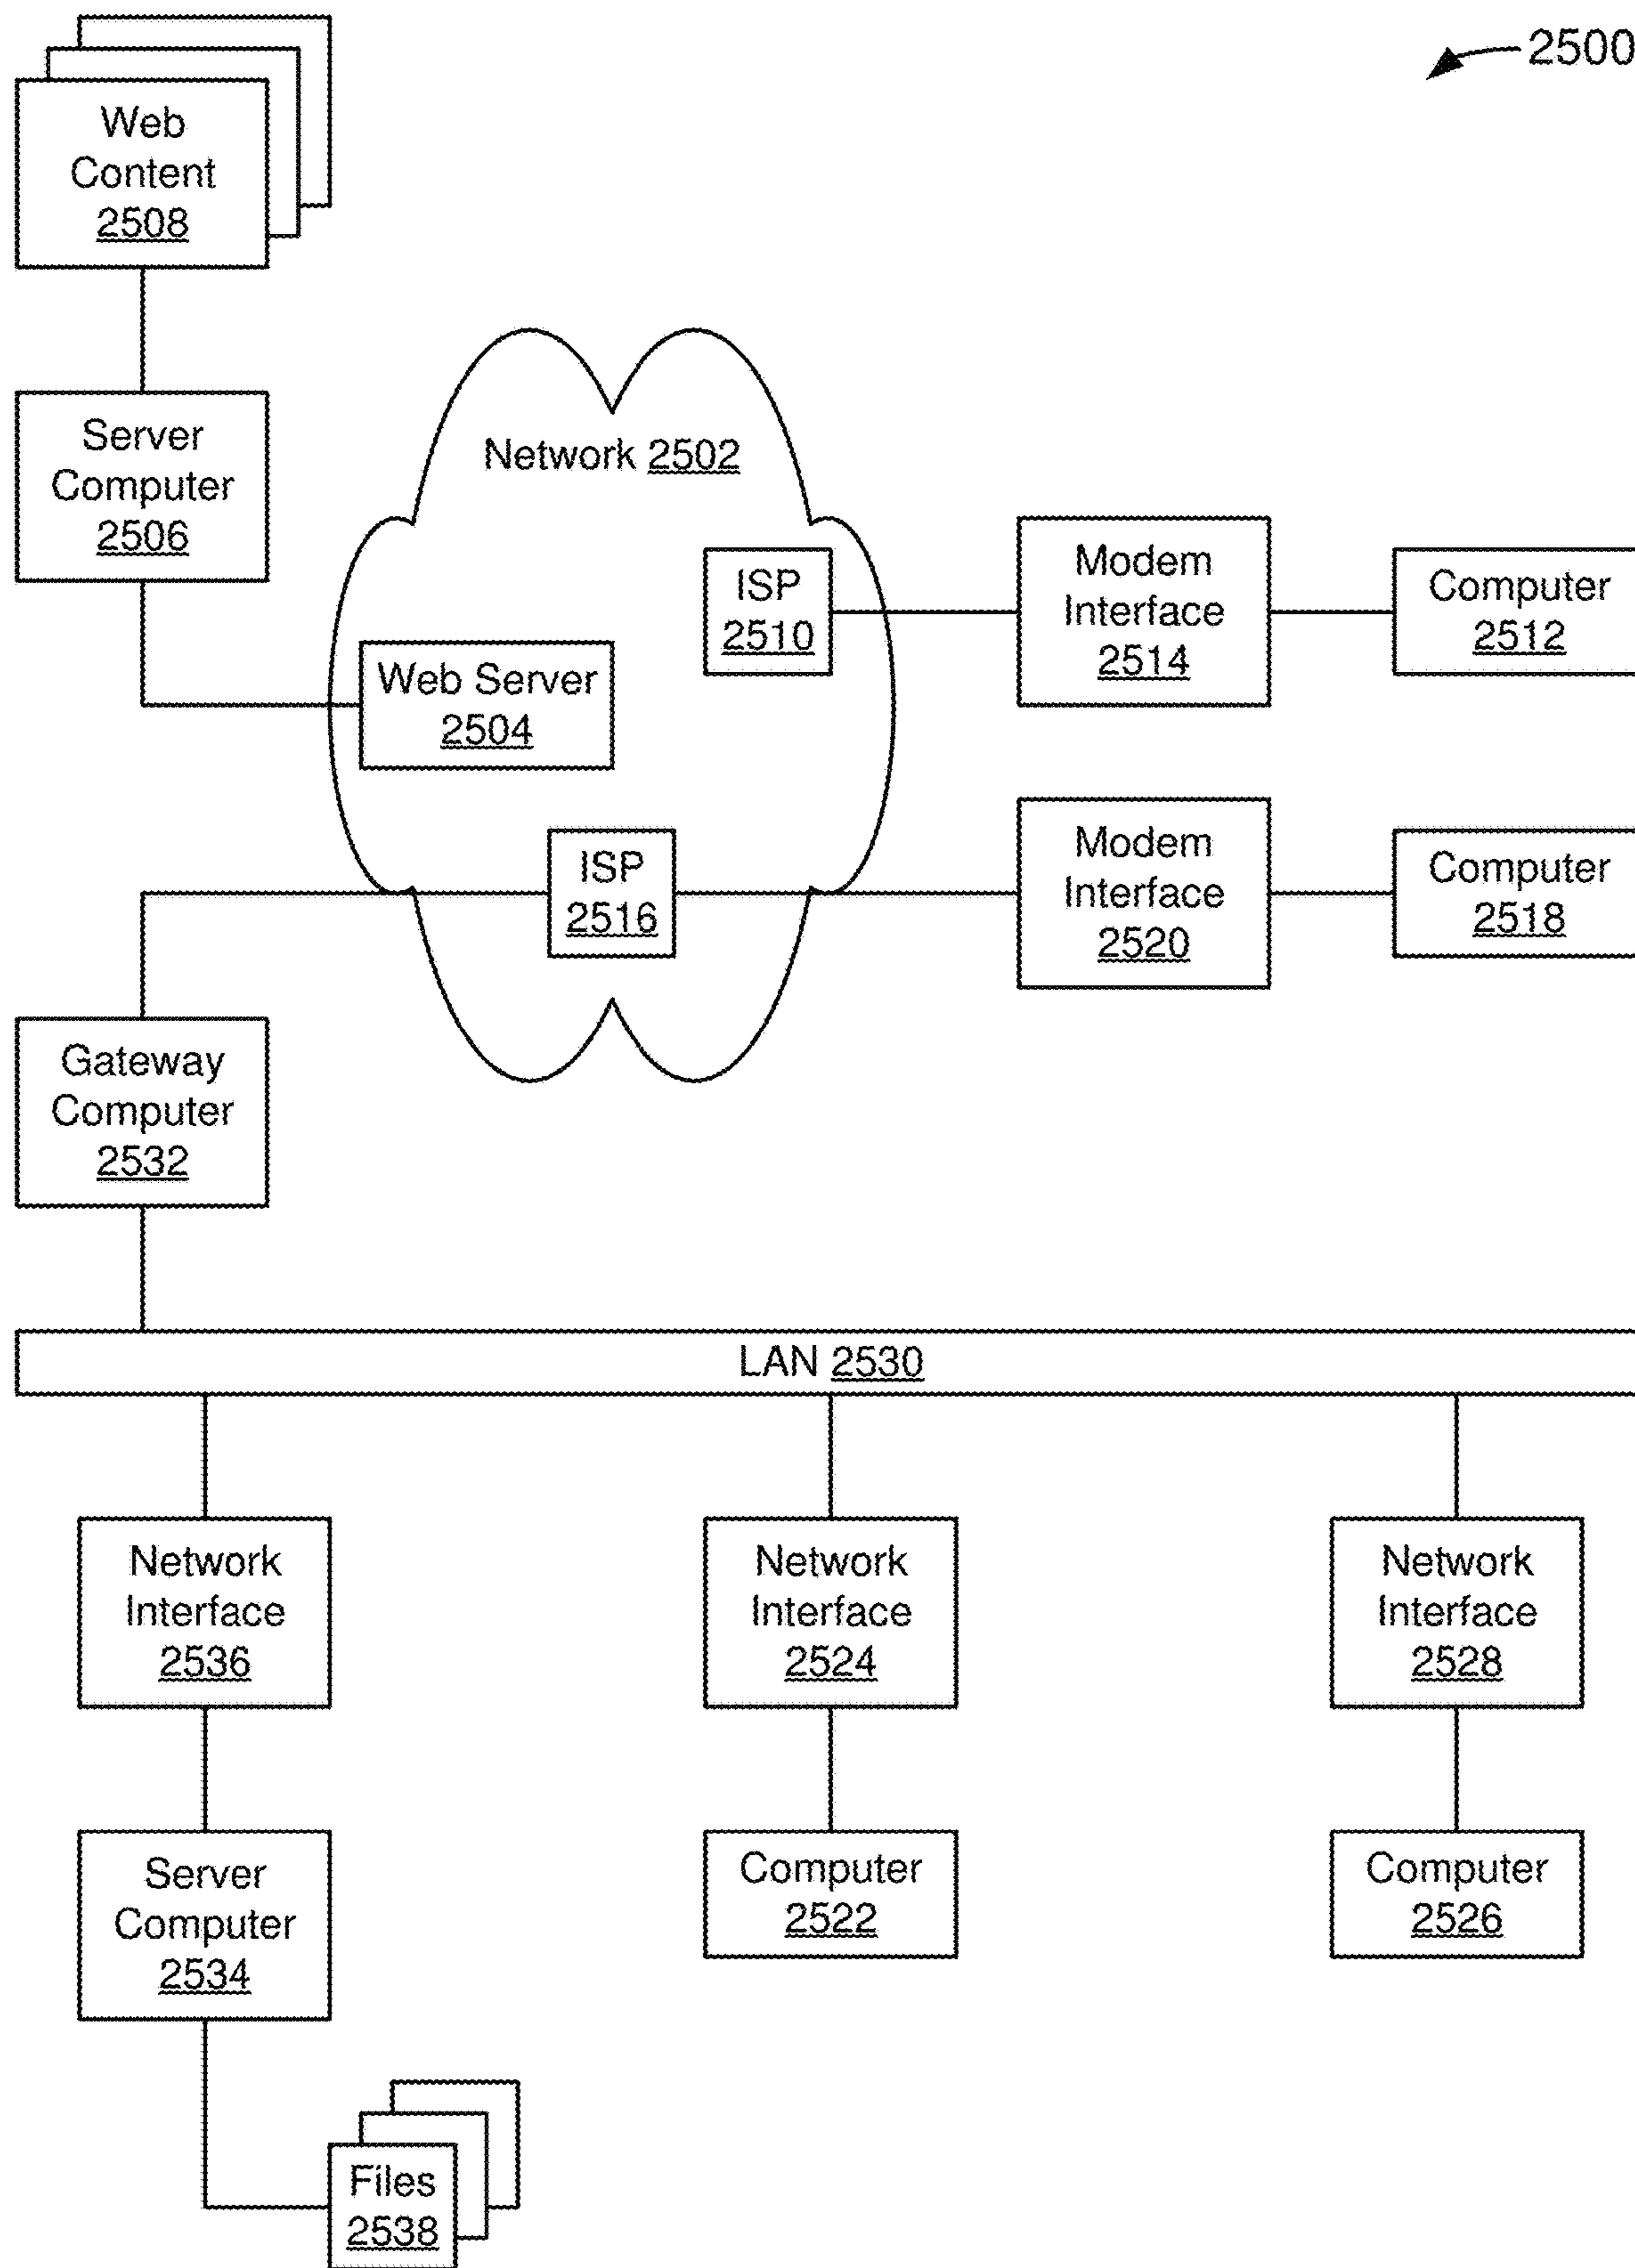 2500
Web
Content
2508
Server
Computer
2506
Network 2502
ISP
2510
Modem
Interface
2514
Computer
2512
Web Server
2504
ISP
2516
Modem
Interface
2520
Computer
2518
Gateway
Computer
2532
LAN 2530
Network
Interface
2536
Network
Interface
2524
Network
Interface
2528
Server
Computer
2534
Computer
2522
Computer
2526
Files
2538